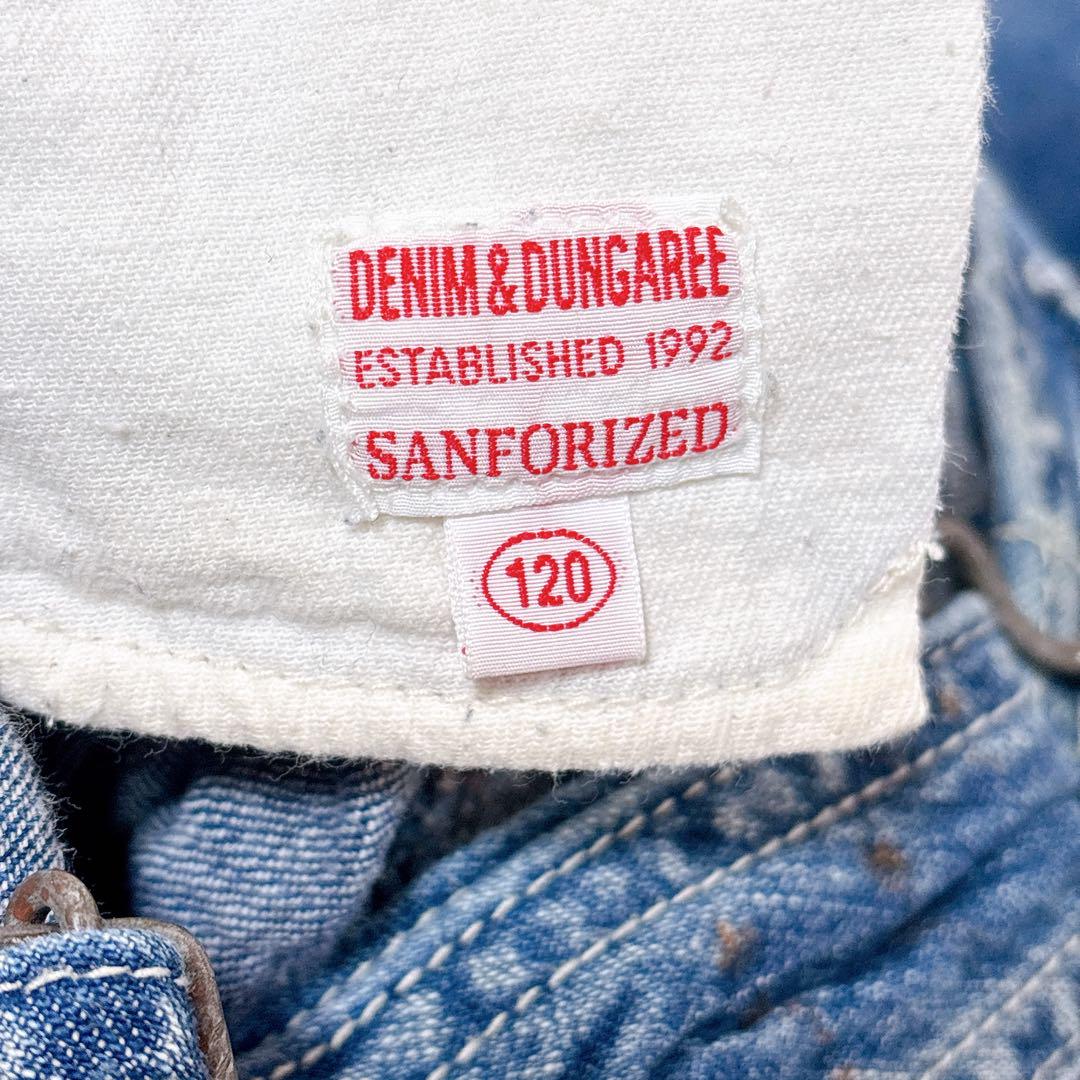 DENIM & DUNGAREE
ESTABLISHED 1992
SANFORIZED
120